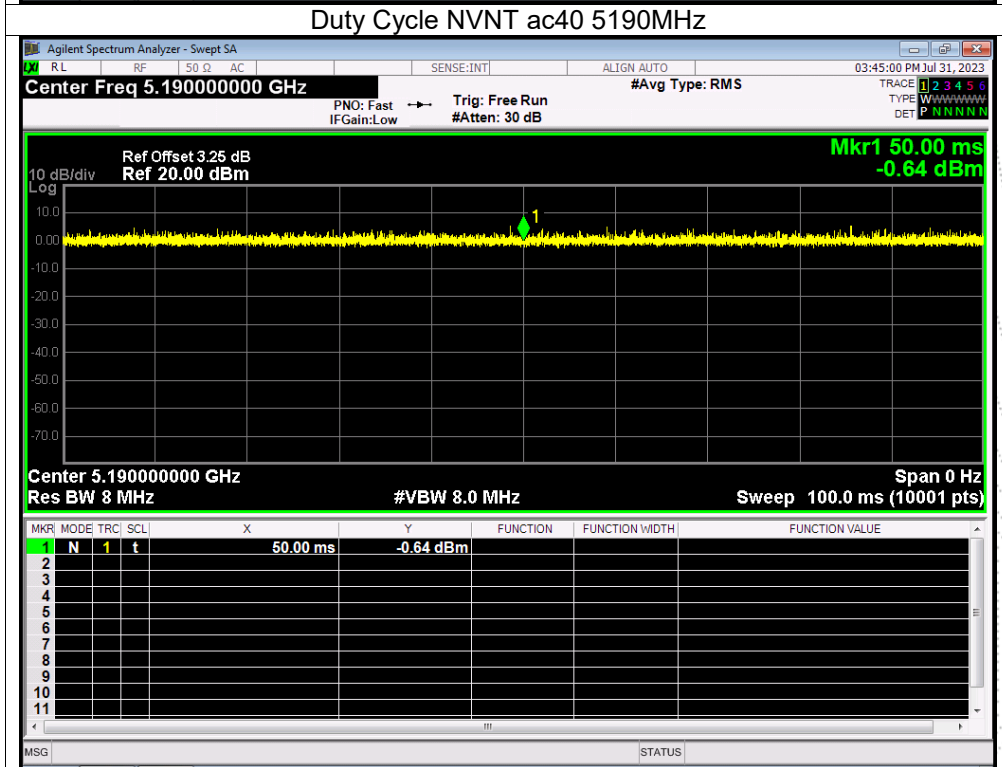 Duty Cycle NVNT ac40 5190MHz
Agilent Spectrum Analyzer - Swept SA
LXI RL RF 50 Ω AC SENSE:INT ALIGN AUTO 03:45:00 PM Jul 31, 2023
Center Freq 5.190000000 GHz #Avg Type: RMS TRACE 1 2 3 4 5 6
PNO: Fast Trig: Free Run TYPE WWWWWW
IFGain:Low #Atten: 30 dB DET P N N N N N
Mkr1 50.00 ms
Ref Offset 3.25 dB
10 dB/div Ref 20.00 dBm -0.64 dBm
Log
10.0
1
0.00
-10.0
-20.0
-30.0
-40.0
-50.0
-60.0
-70.0
Center 5.190000000 GHz Span 0 Hz
Res BW 8 MHz #VBW 8.0 MHz Sweep 100.0 ms (10001 pts)
MKR MODE TRC SCL X Y FUNCTION FUNCTION WIDTH FUNCTION VALUE
1 N 1 t 50.00 ms -0.64 dBm
2
3
4
5
6
7
8
9
10
11
MSG STATUS